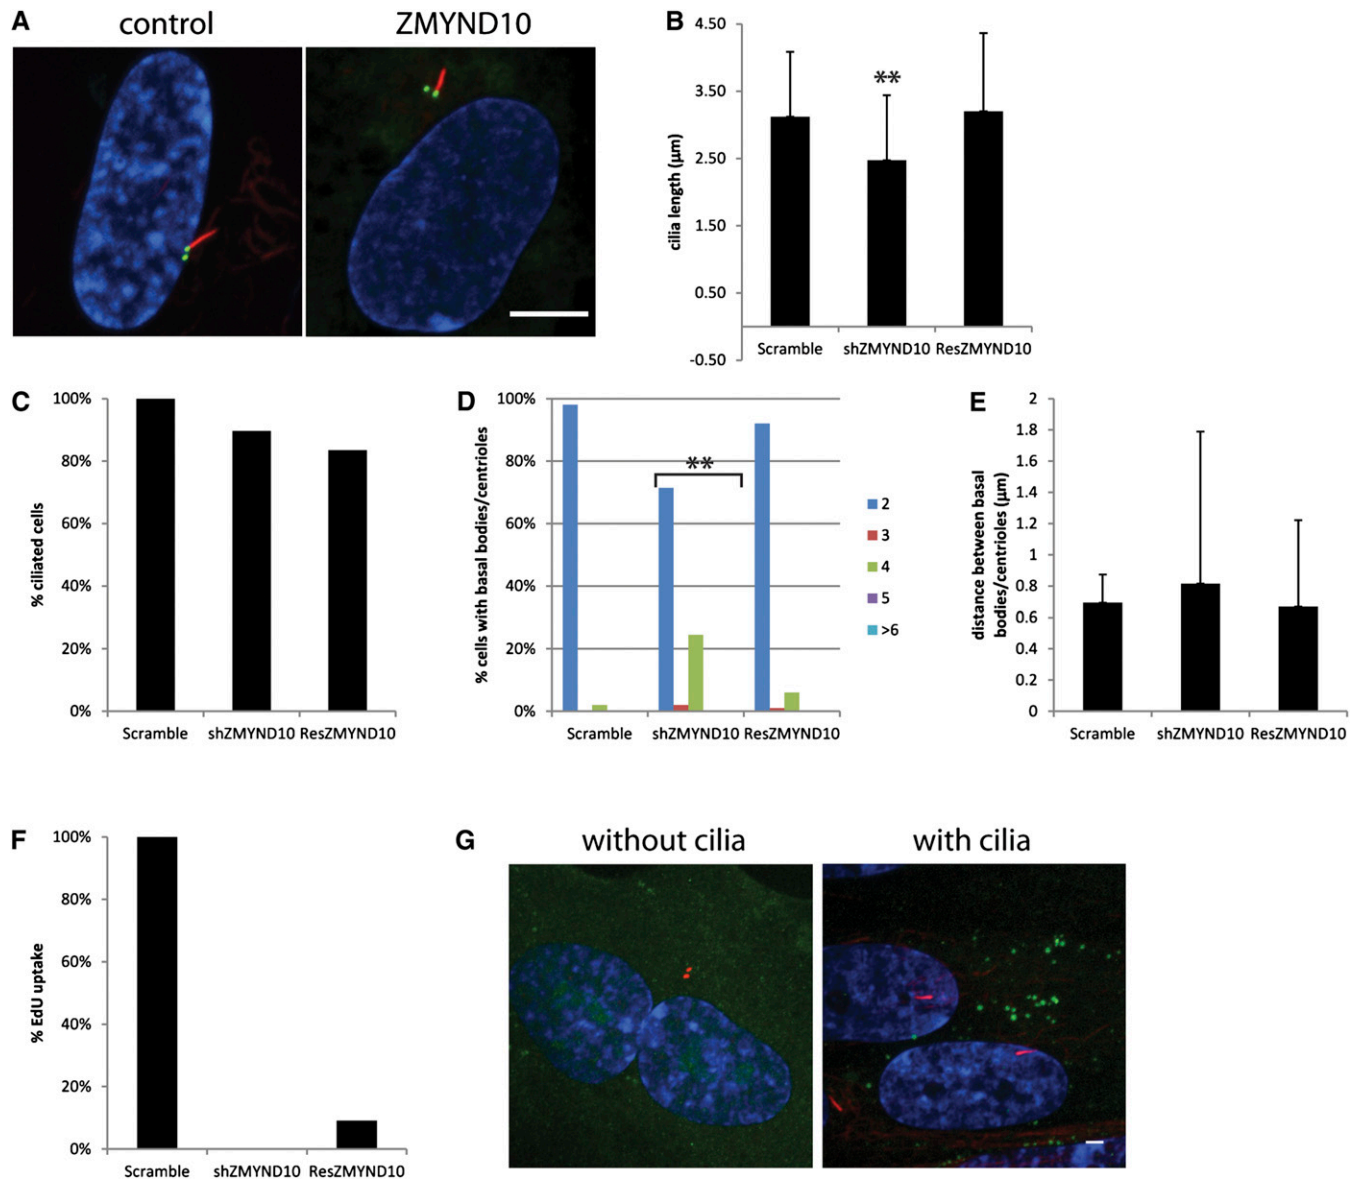 A
control
ZMYND10
B
4.50
3.50
2.50
1.50
0.50
-0.50
cilia length (µm)
**
Scramble shZMYND10 ResZMYND10
C
100%
80%
60%
40%
20%
0%
% ciliated cells
Scramble shZMYND10 ResZMYND10
D
100%
80%
60%
40%
20%
0%
% cells with basal bodies/centrioles
**
Scramble shZMYND10 ResZMYND10
2
3
4
5
>6
E
2
1.8
1.6
1.4
1.2
1
0.8
0.6
0.4
0.2
0
distance between basal
bodies/centrioles (µm)
Scramble shZMYND10 ResZMYND10
F
100%
80%
60%
40%
20%
0%
% EdU uptake
Scramble shZMYND10 ResZMYND10
G
without cilia
with cilia